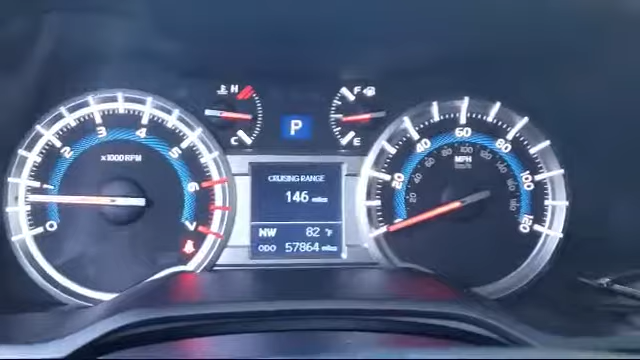 H
F
C
E
P
x1000 RPM
0 1 2 3 4 5 6 7
CRUISING RANGE
146 miles
NW 82 °F
ODO 57864 miles
MPH
km/h
20 40 60 80 100 120